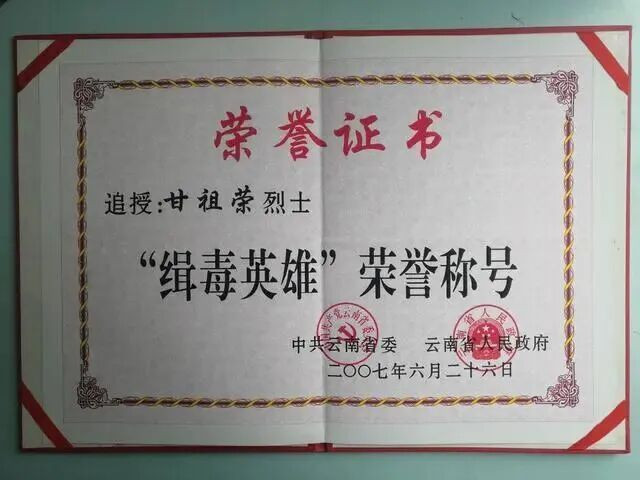 荣誉证书
追授:甘祖荣烈士
“缉毒英雄”荣誉称号
中共云南省委 云南省人民政府
二〇〇七年六月二十六日